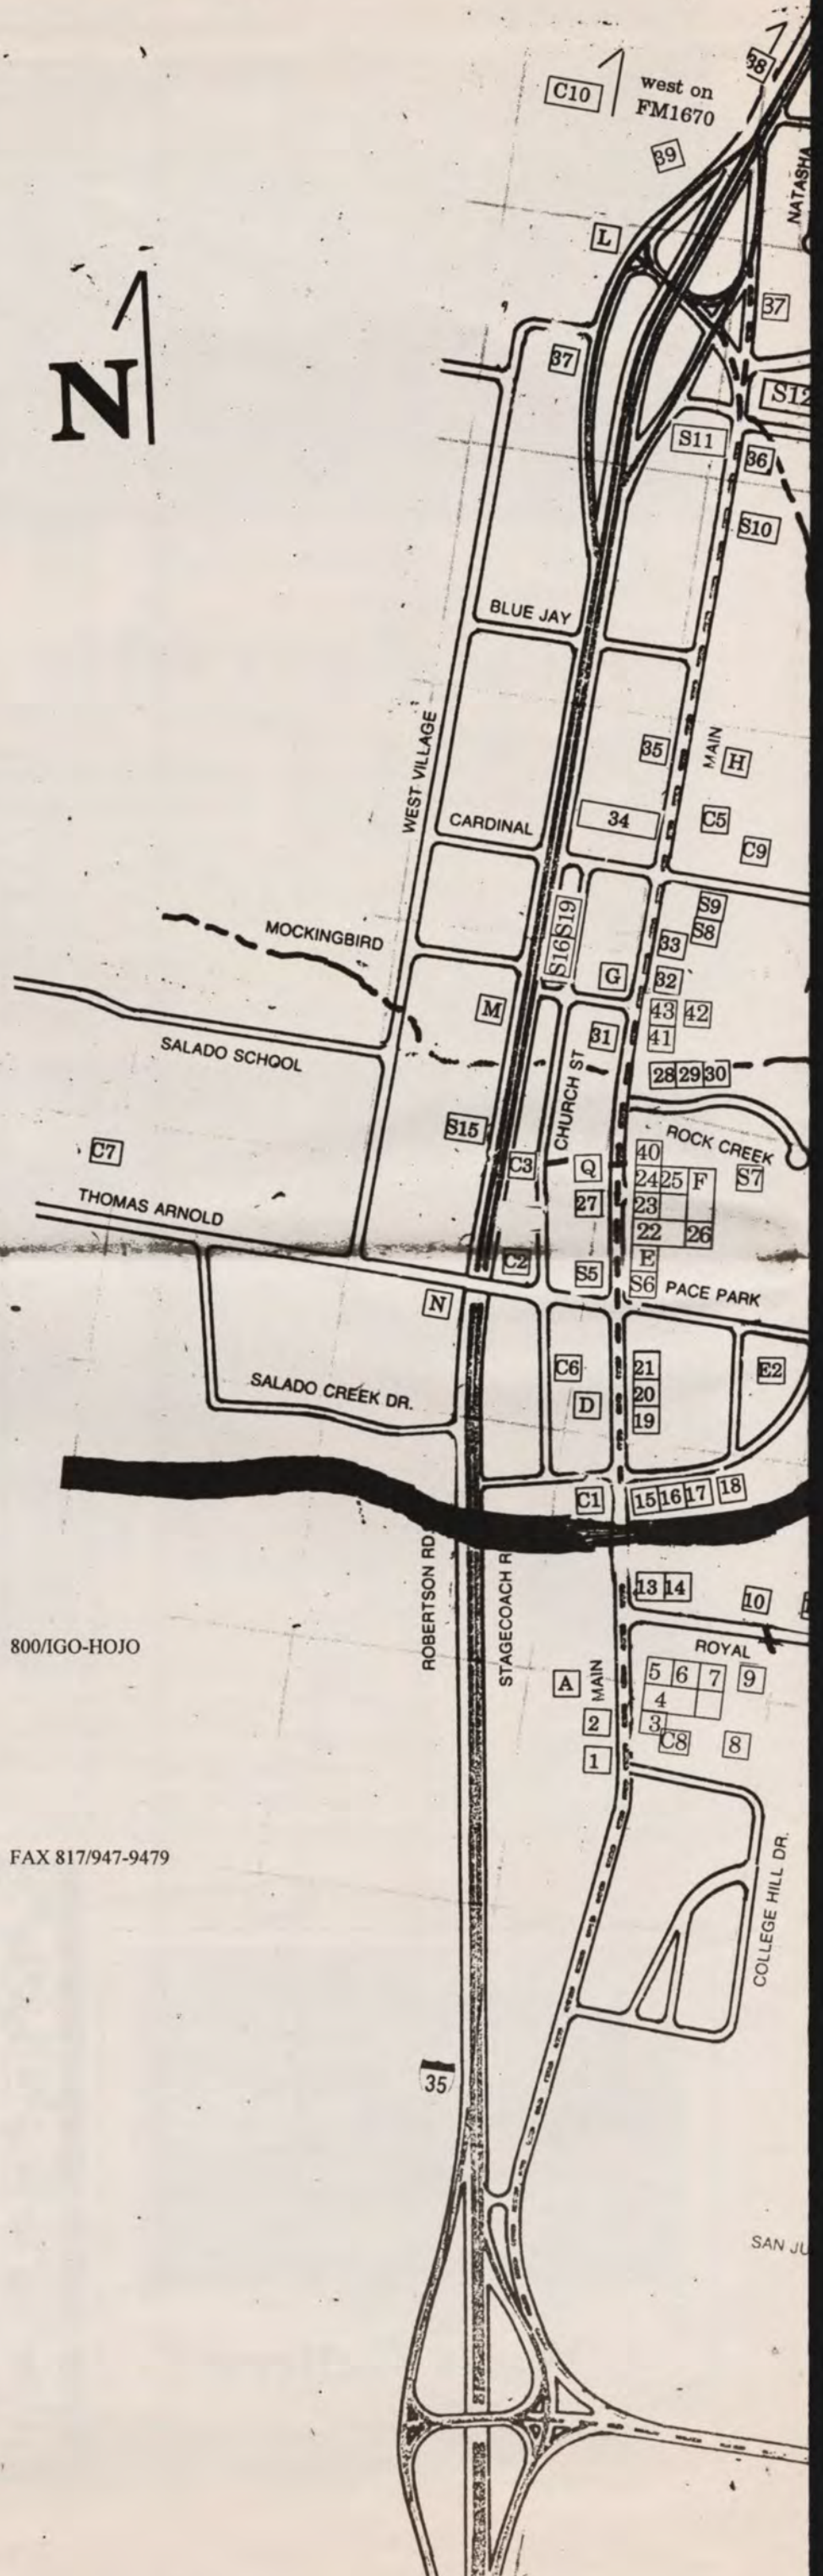 38
C10
west on
FM1670
39
NATASHA
L
37
37
N
S12
S11
36
S10
BLUE JAY
WEST VILLAGE
35
MAIN
H
CARDINAL
34
C5
C9
S16 S19
S9
S8
MOCKINGBIRD
33
G
32
M
43 42
31
41
SALADO SCHOOL
28 29 30
CHURCH ST
S15
ROCK CREEK
C7
C3
Q
40
24 25 F
S7
THOMAS ARNOLD
27
23
22 26
C2
S5
E
S6
PACE PARK
N
C6
21
E2
SALADO CREEK DR.
D
20
19
C1
15 16 17 18
ROBERTSON RD.
STAGECOACH R
13 14
10
800/IGO-HOJO
ROYAL
A
MAIN
5 6 7 9
4
2
3
C8
8
1
FAX 817/947-9479
COLLEGE HILL DR.
35
SAN JU